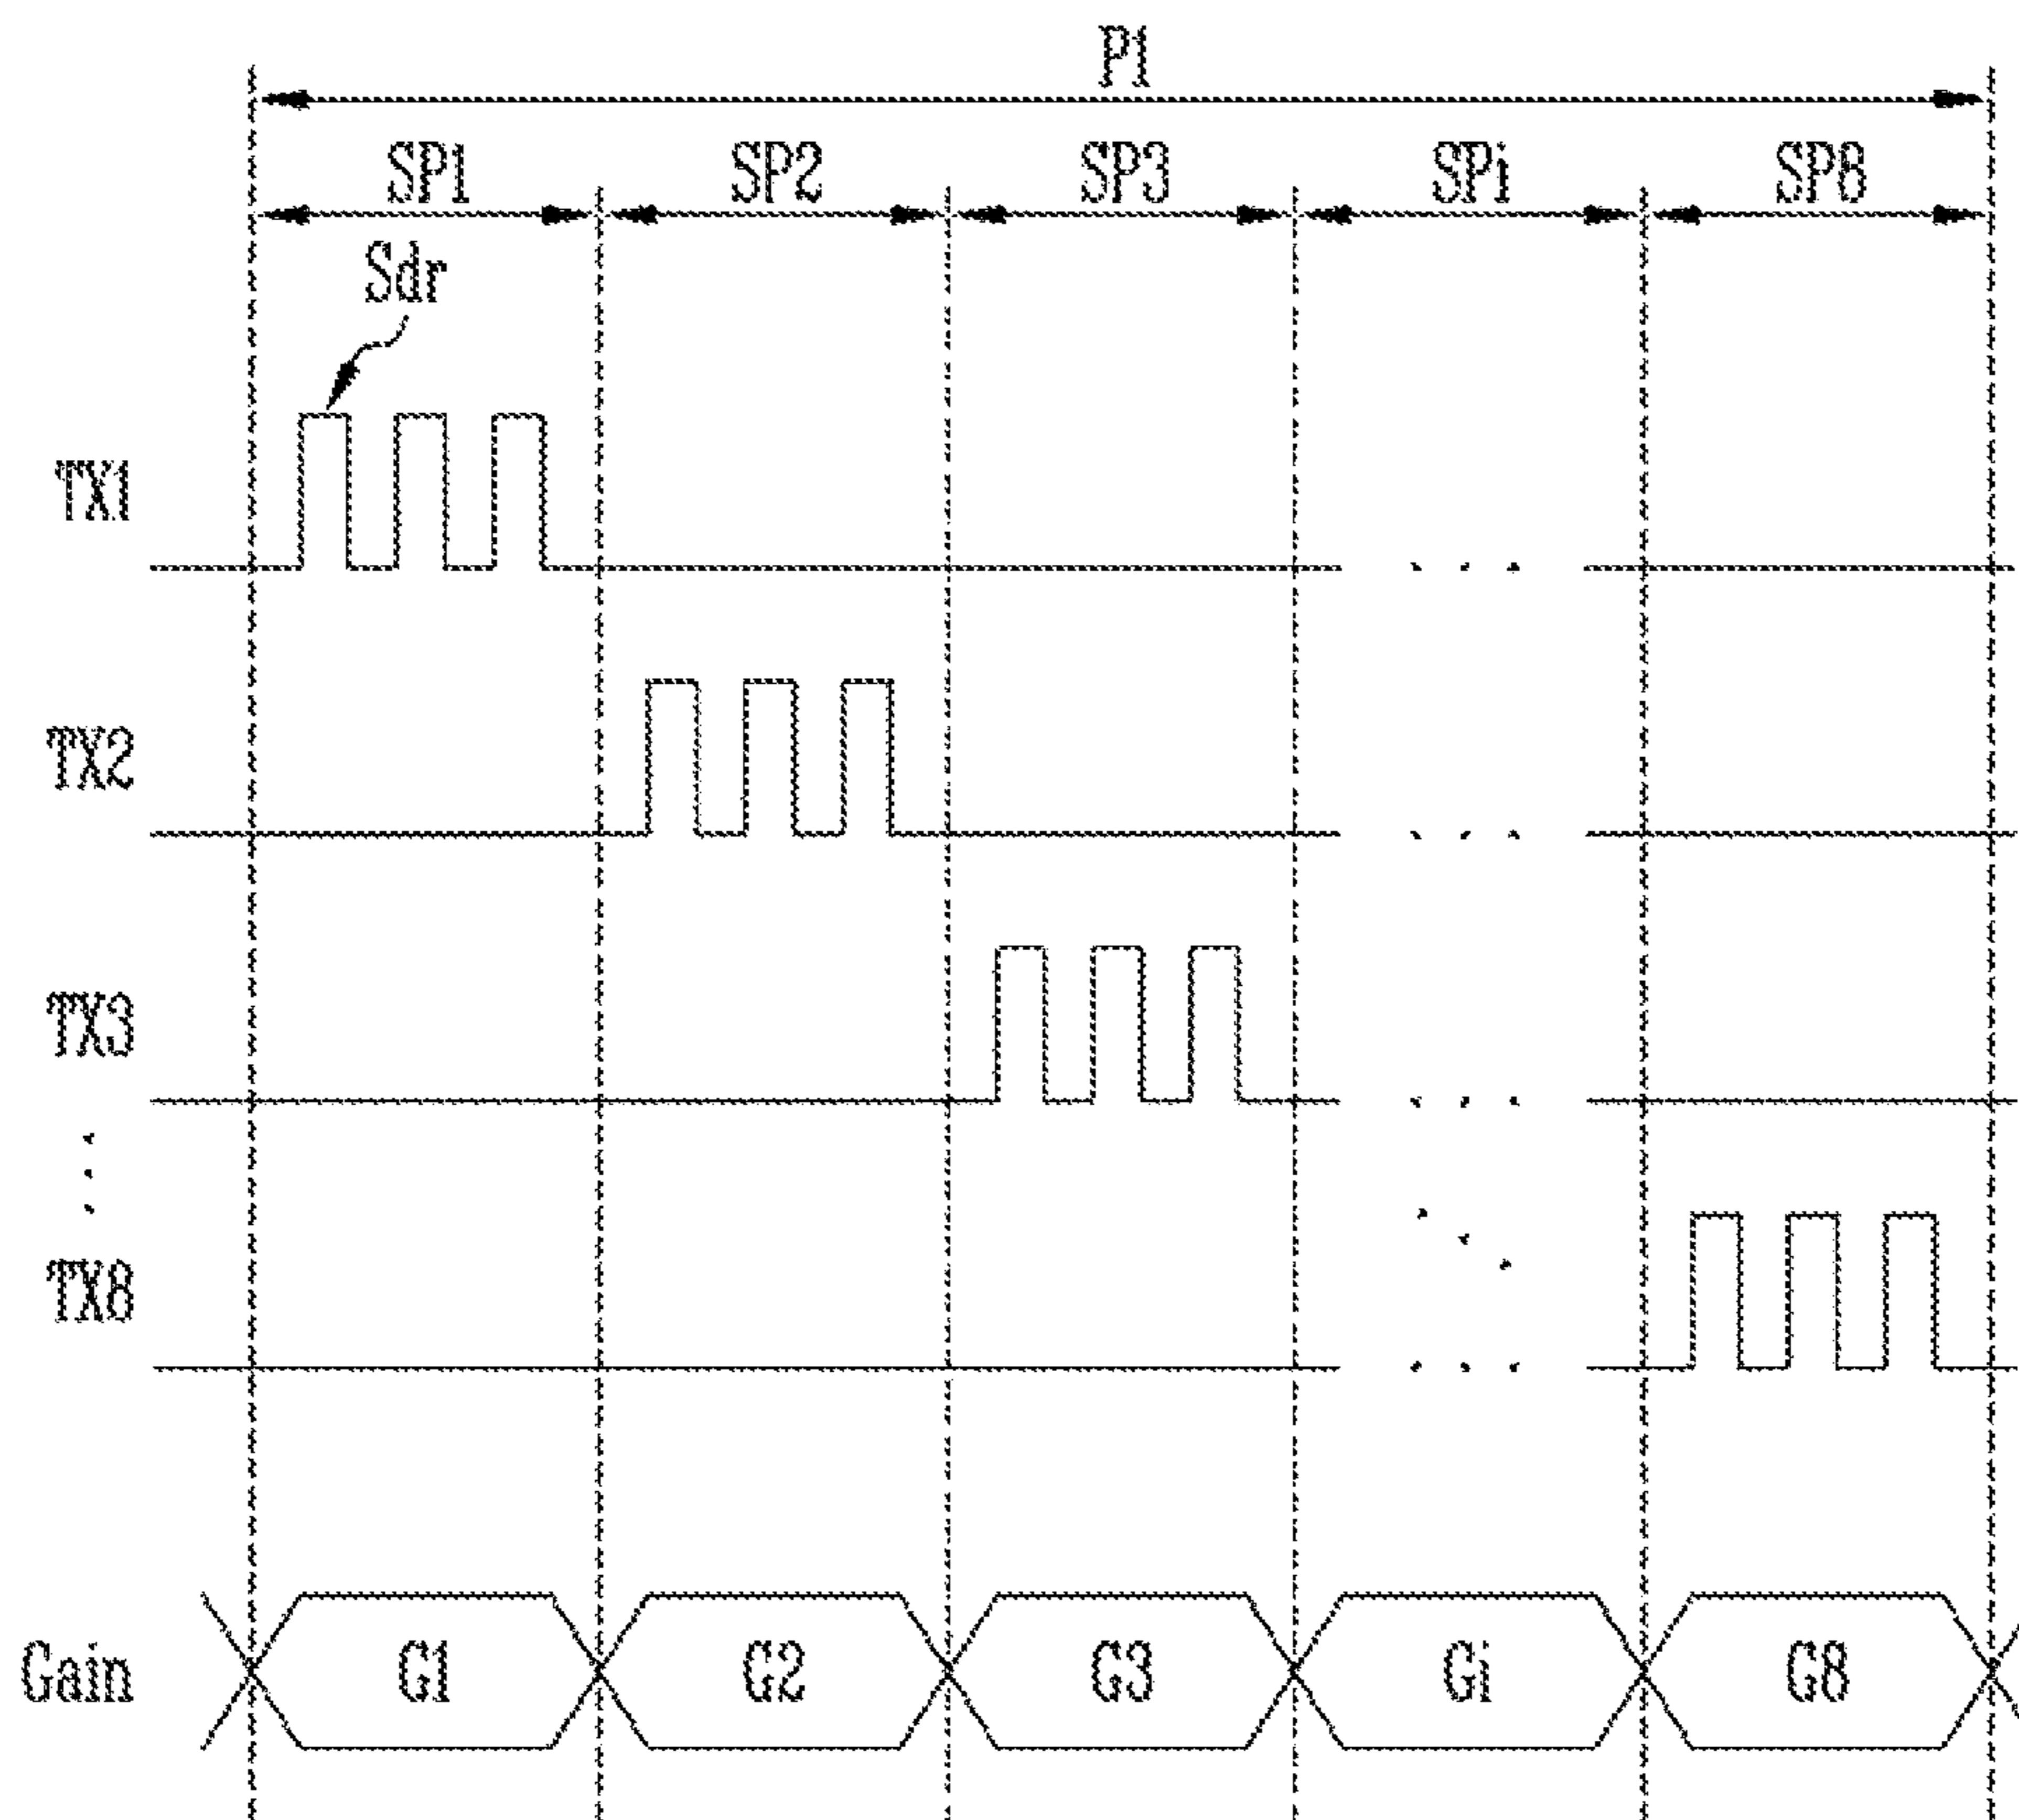 P1
SP1 SP2 SP3 SPi SP8
Sdr
TX1
TX2
TX3
TX8
Gain G1 G2 G3 Gi G8